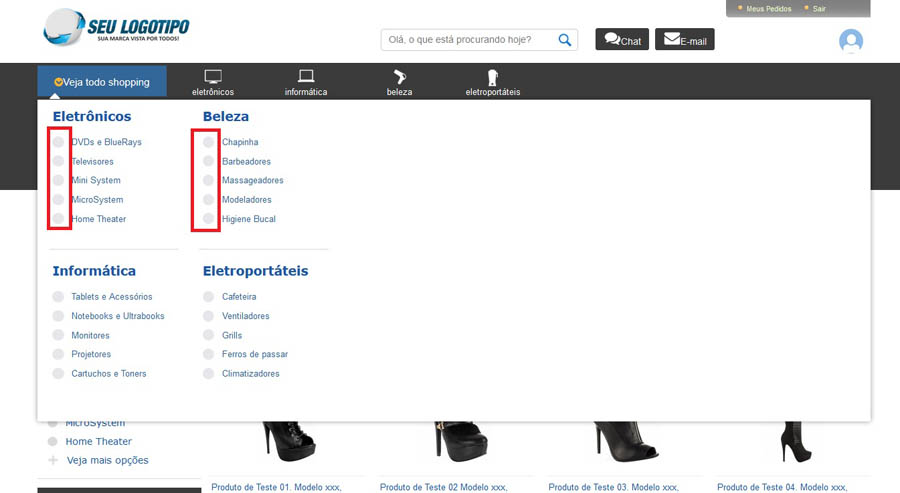 Meus Pedidos
Sair
SEU LOGOTIPO
SUA MARCA VISTA POR TODOS!
Olá, o que está procurando hoje?
Chat
E-mail
Veja todo shopping
eletrônicos
informática
beleza
eletroportáteis
Eletrônicos
DVDs e BlueRays
Televisores
Mini System
MicroSystem
Home Theater
Beleza
Chapinha
Barbeadores
Massageadores
Modeladores
Higiene Bucal
Informática
Tablets e Acessórios
Notebooks e Ultrabooks
Monitores
Projetores
Cartuchos e Toners
Eletroportáteis
Cafeteira
Ventiladores
Grills
Ferros de passar
Climatizadores
MicroSystem
Home Theater
Veja mais opções
Produto de Teste 01. Modelo xxx,
Produto de Teste 02 Modelo xxx,
Produto de Teste 03. Modelo xxx,
Produto de Teste 04. Modelo xxx,